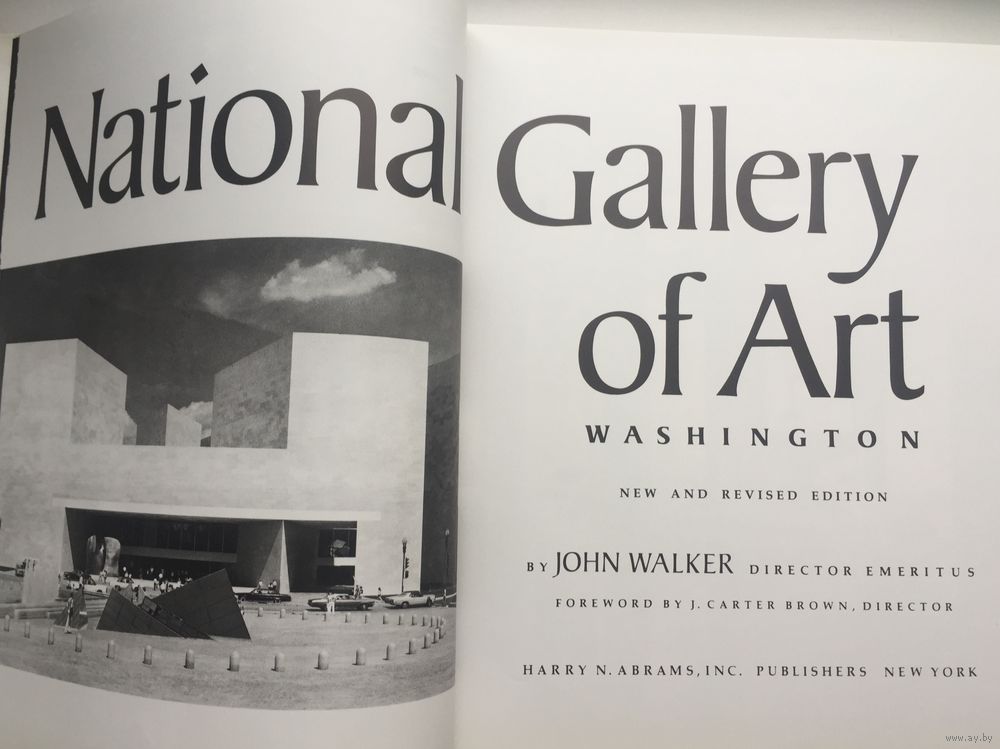 National Gallery
of Art
WASHINGTON
NEW AND REVISED EDITION
BY JOHN WALKER DIRECTOR EMERITUS
FOREWORD BY J. CARTER BROWN, DIRECTOR
HARRY N. ABRAMS, INC. PUBLISHERS NEW YORK
www.ay.by